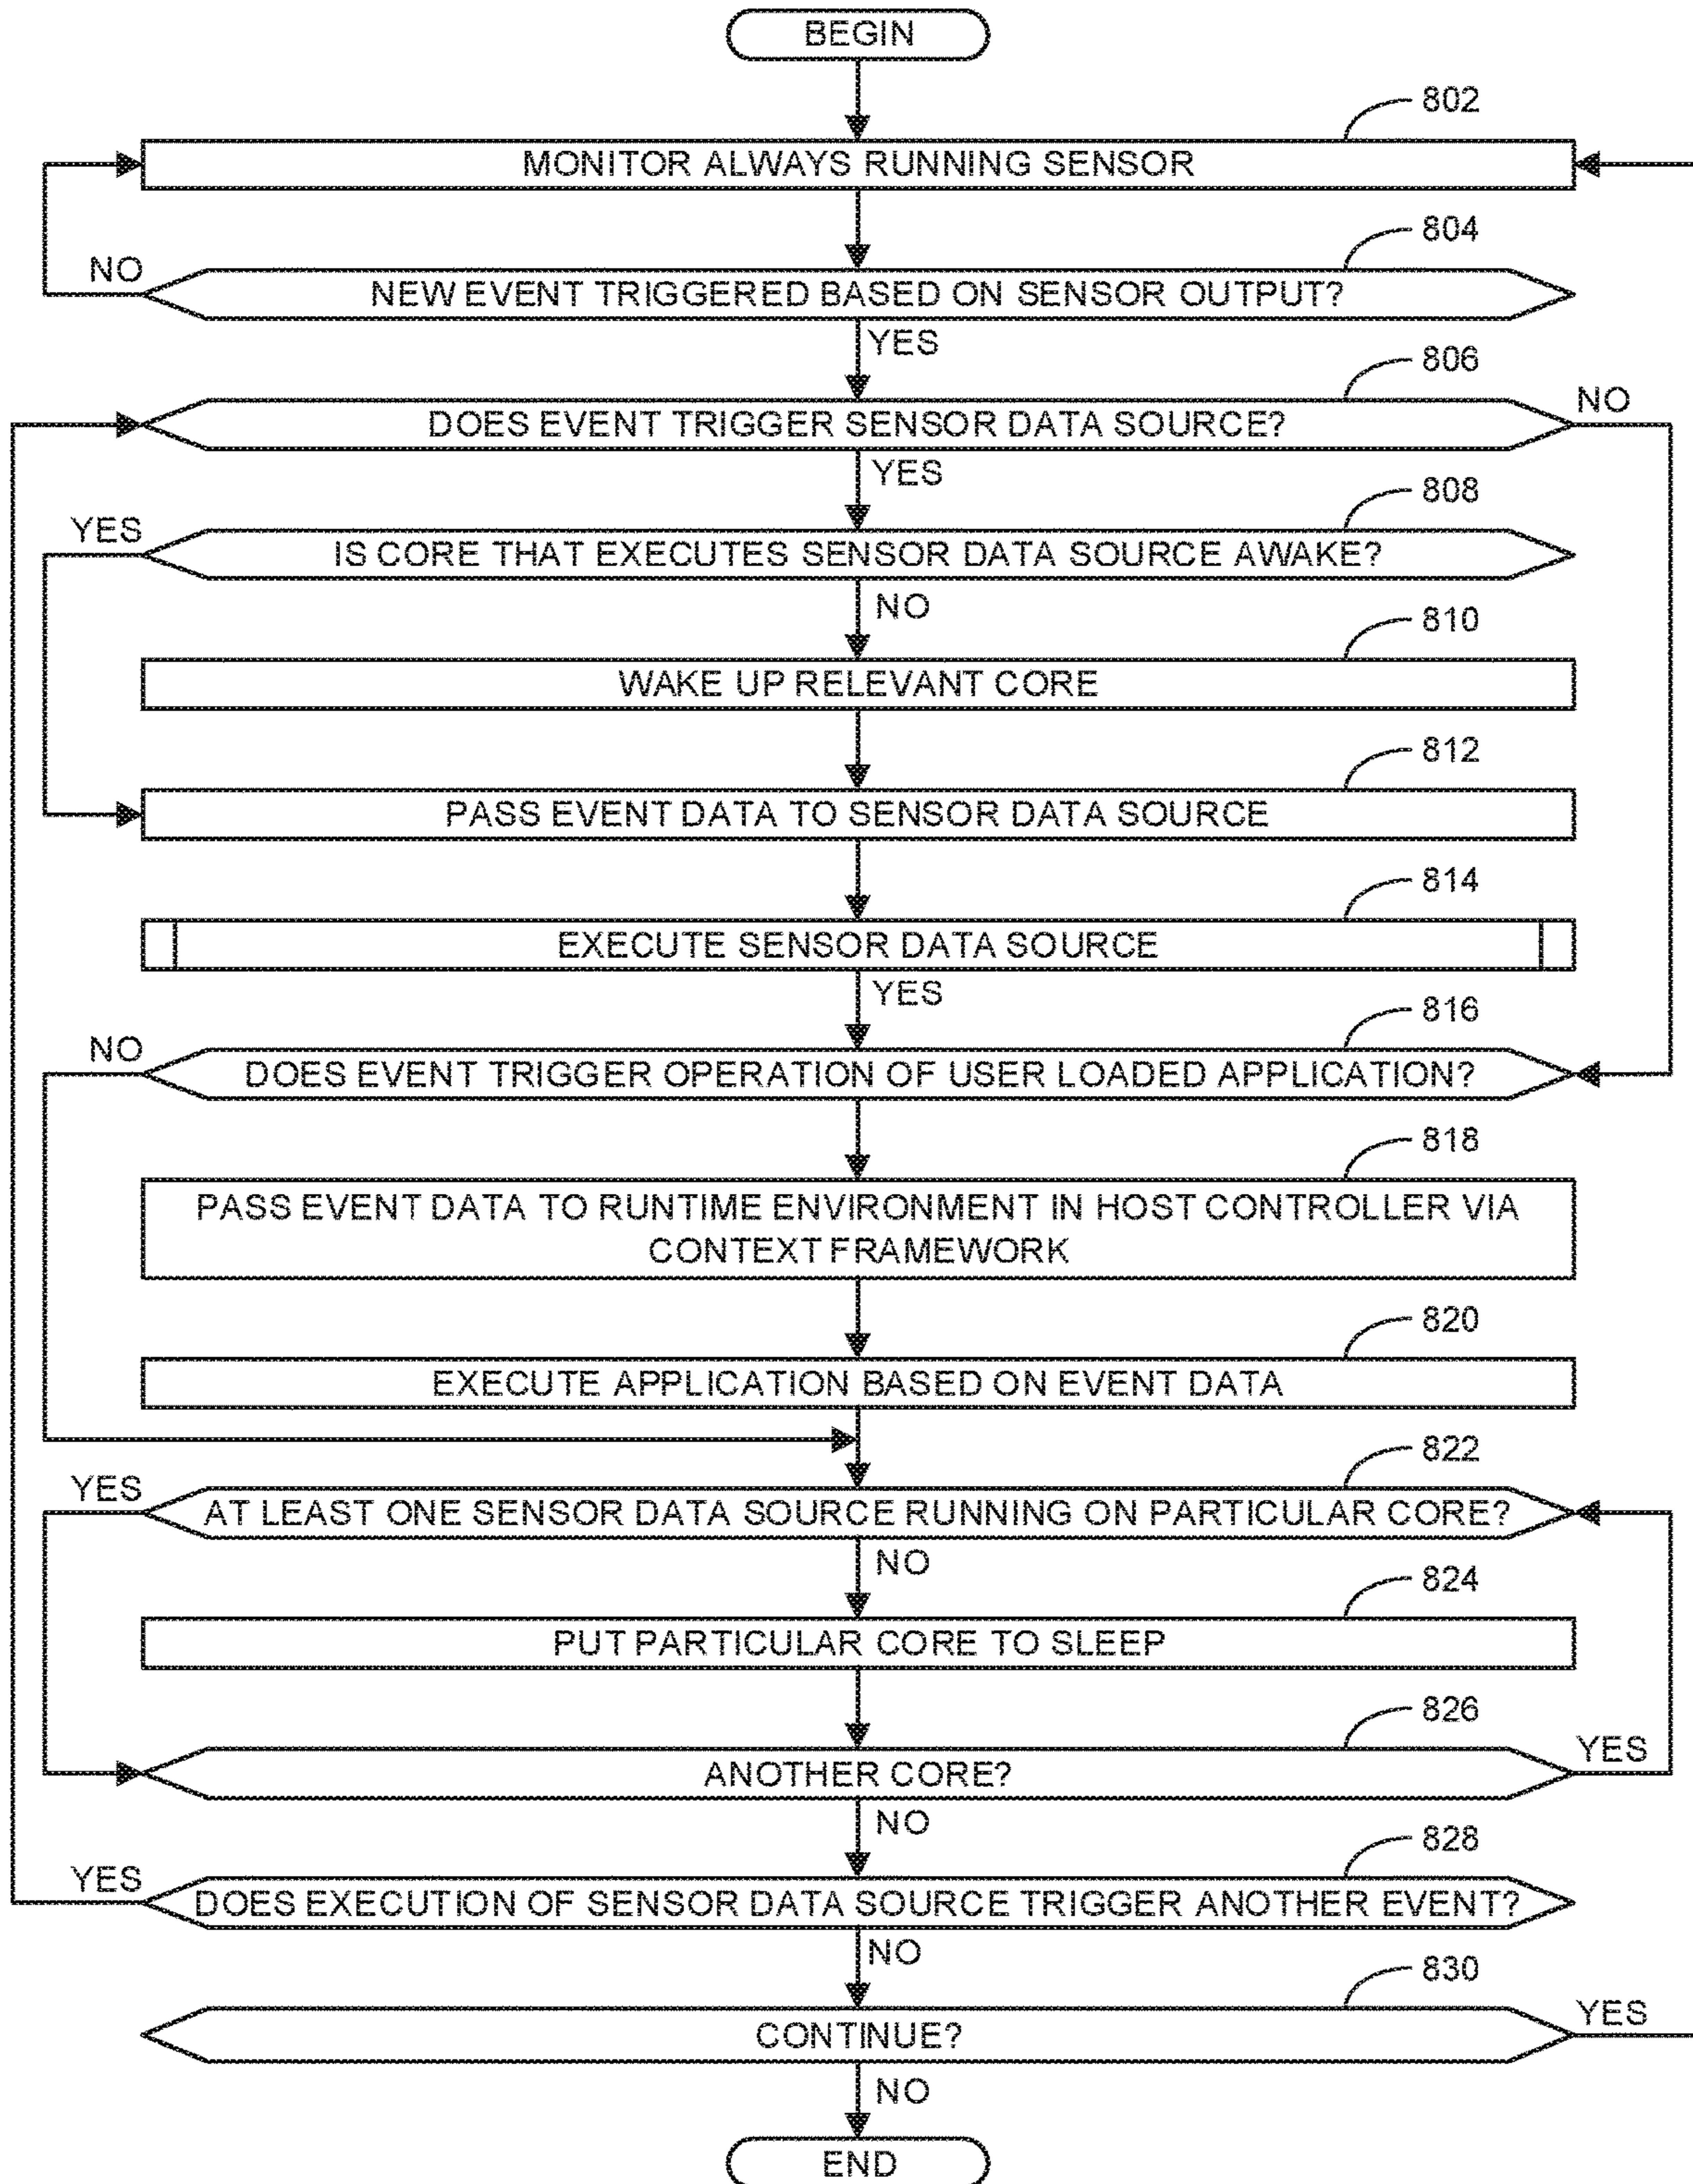 BEGIN
802
MONITOR ALWAYS RUNNING SENSOR
804
NO
NEW EVENT TRIGGERED BASED ON SENSOR OUTPUT?
YES
806
NO
DOES EVENT TRIGGER SENSOR DATA SOURCE?
YES
808
YES
IS CORE THAT EXECUTES SENSOR DATA SOURCE AWAKE?
NO
810
WAKE UP RELEVANT CORE
812
PASS EVENT DATA TO SENSOR DATA SOURCE
814
EXECUTE SENSOR DATA SOURCE
YES
816
NO
DOES EVENT TRIGGER OPERATION OF USER LOADED APPLICATION?
818
PASS EVENT DATA TO RUNTIME ENVIRONMENT IN HOST CONTROLLER VIA
CONTEXT FRAMEWORK
820
EXECUTE APPLICATION BASED ON EVENT DATA
822
YES
AT LEAST ONE SENSOR DATA SOURCE RUNNING ON PARTICULAR CORE?
NO
824
PUT PARTICULAR CORE TO SLEEP
826
YES
ANOTHER CORE?
NO
828
YES
DOES EXECUTION OF SENSOR DATA SOURCE TRIGGER ANOTHER EVENT?
NO
830
YES
CONTINUE?
NO
END